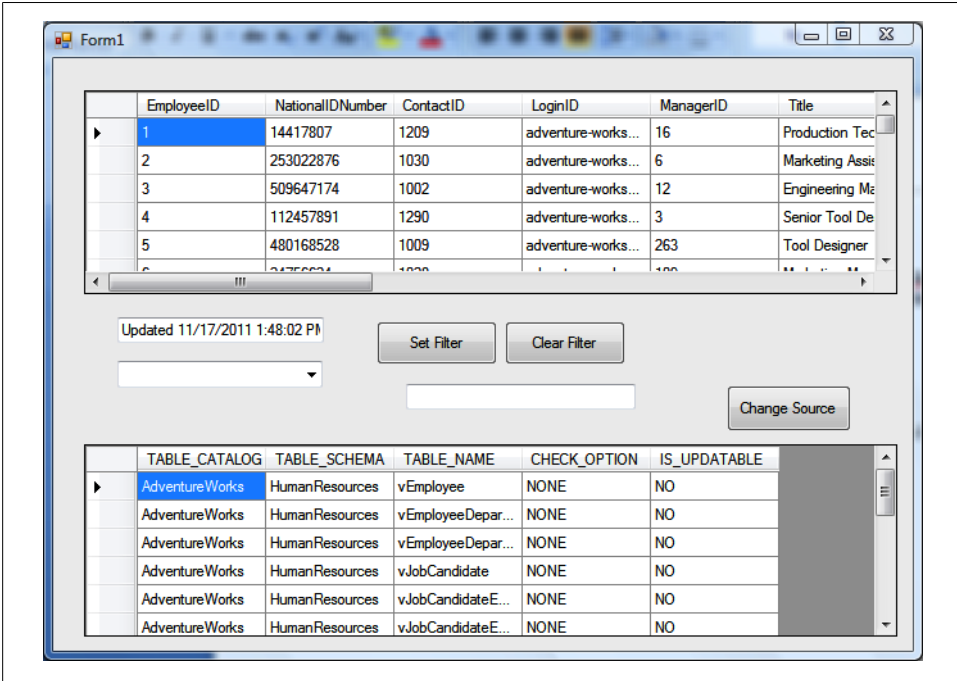 Form1
EmployeeID NationalIDNumber ContactID LoginID ManagerID Title
1 14417807 1209 adventure-works... 16 Production Tec
2 253022876 1030 adventure-works... 6 Marketing Assis
3 509647174 1002 adventure-works... 12 Engineering Ma
4 112457891 1290 adventure-works... 3 Senior Tool De
5 480168528 1009 adventure-works... 263 Tool Designer
Updated 11/17/2011 1:48:02 PM
Set Filter Clear Filter
Change Source
TABLE_CATALOG TABLE_SCHEMA TABLE_NAME CHECK_OPTION IS_UPDATABLE
AdventureWorks HumanResources vEmployee NONE NO
AdventureWorks HumanResources vEmployeeDepar... NONE NO
AdventureWorks HumanResources vEmployeeDepar... NONE NO
AdventureWorks HumanResources vJobCandidate NONE NO
AdventureWorks HumanResources vJobCandidateE... NONE NO
AdventureWorks HumanResources vJobCandidateE... NONE NO